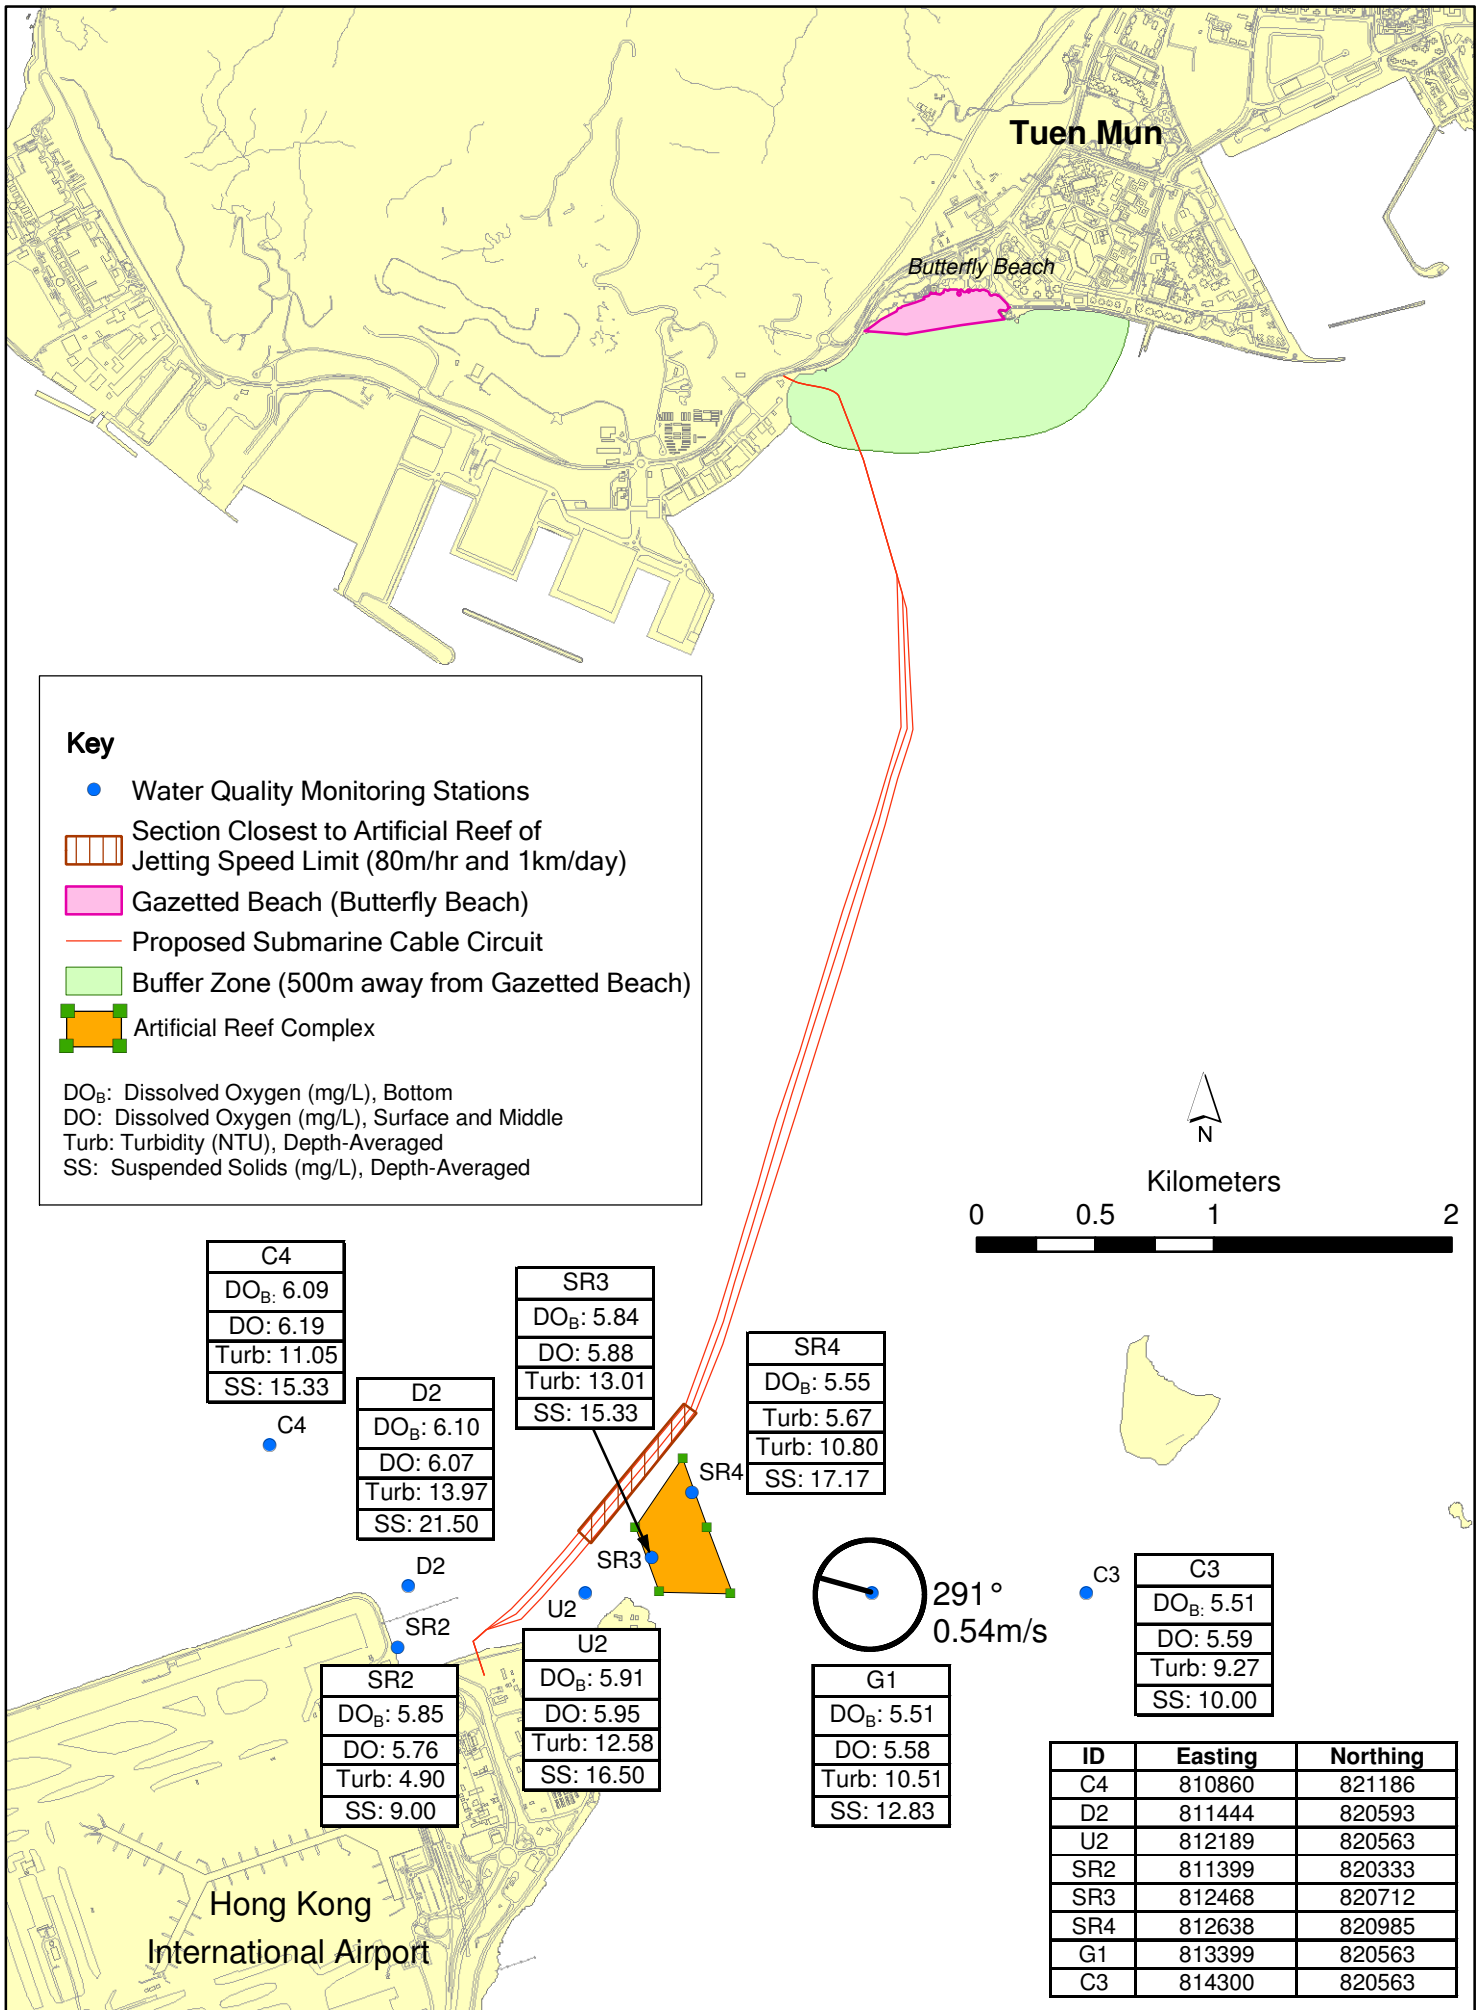 Tuen Mun
Butterfly Beach
Key
Water Quality Monitoring Stations
Section Closest to Artificial Reef of
Jetting Speed Limit (80m/hr and 1km/day)
Gazetted Beach (Butterfly Beach)
Proposed Submarine Cable Circuit
Buffer Zone (500m away from Gazetted Beach)
Artificial Reef Complex
DOB: Dissolved Oxygen (mg/L), Bottom
DO: Dissolved Oxygen (mg/L), Surface and Middle
Turb: Turbidity (NTU), Depth-Averaged
SS: Suspended Solids (mg/L), Depth-Averaged
N
Kilometers
0 0.5 1 2
C4
DOB: 6.09
DO: 6.19
Turb: 11.05
SS: 15.33
C4
D2
DOB: 6.10
DO: 6.07
Turb: 13.97
SS: 21.50
D2
SR3
DOB: 5.84
DO: 5.88
Turb: 13.01
SS: 15.33
SR3
SR4
DOB: 5.55
Turb: 5.67
Turb: 10.80
SS: 17.17
SR4
SR2
SR2
DOB: 5.85
DO: 5.76
Turb: 4.90
SS: 9.00
U2
U2
DOB: 5.91
DO: 5.95
Turb: 12.58
SS: 16.50
291°
0.54m/s
G1
DOB: 5.51
DO: 5.58
Turb: 10.51
SS: 12.83
C3
C3
DOB: 5.51
DO: 5.59
Turb: 9.27
SS: 10.00
Hong Kong
International Airport
ID Easting Northing
C4 810860 821186
D2 811444 820593
U2 812189 820563
SR2 811399 820333
SR3 812468 820712
SR4 812638 820985
G1 813399 820563
C3 814300 820563